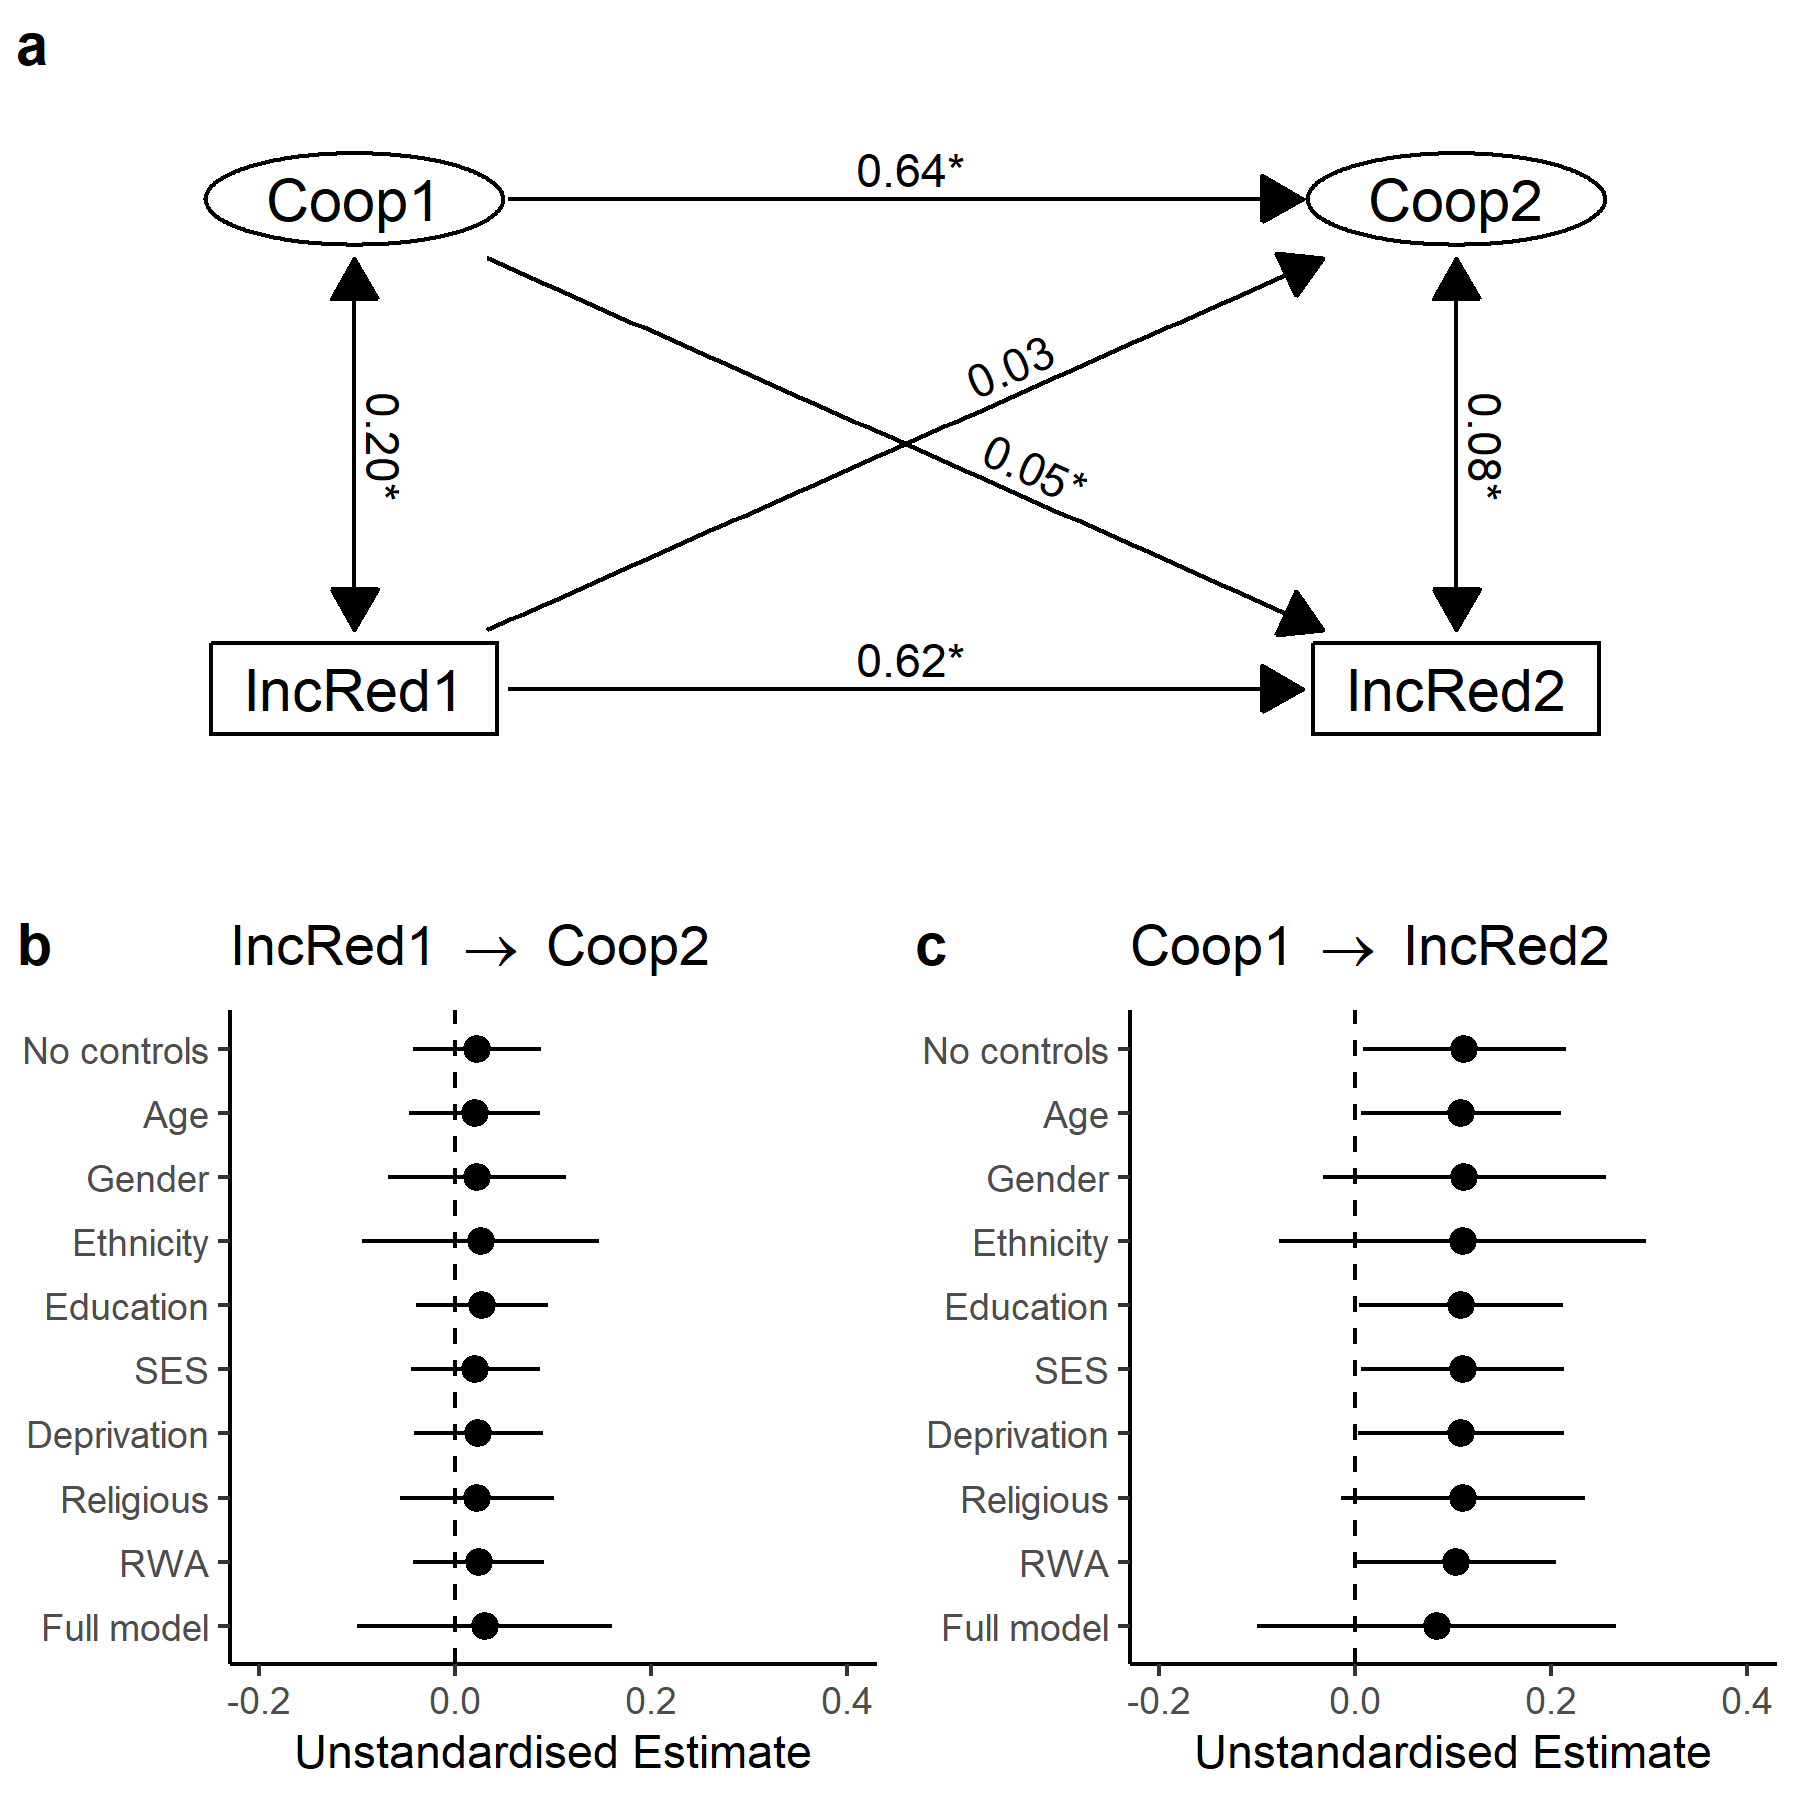 a
Coop1
0.64*
Coop2
0.03
0.20*
0.05*
0.08*
IncRed1
0.62*
IncRed2
b
IncRed1 → Coop2
No controls
Age
Gender
Ethnicity
Education
SES
Deprivation
Religious
RWA
Full model
-0.2 0.0 0.2 0.4
Unstandardised Estimate
c
Coop1 → IncRed2
No controls
Age
Gender
Ethnicity
Education
SES
Deprivation
Religious
RWA
Full model
-0.2 0.0 0.2 0.4
Unstandardised Estimate